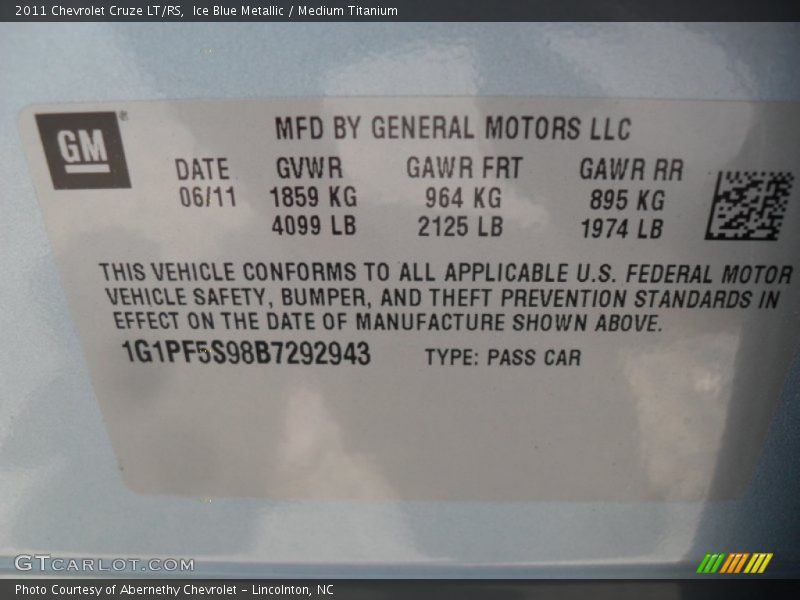 2011 Chevrolet Cruze LT/RS, Ice Blue Metallic / Medium Titanium
GM ®
MFD BY GENERAL MOTORS LLC
DATE GVWR GAWR FRT GAWR RR
06/11 1859 KG 964 KG 895 KG
4099 LB 2125 LB 1974 LB
THIS VEHICLE CONFORMS TO ALL APPLICABLE U.S. FEDERAL MOTOR
VEHICLE SAFETY, BUMPER, AND THEFT PREVENTION STANDARDS IN
EFFECT ON THE DATE OF MANUFACTURE SHOWN ABOVE.
1G1PF5S98B7292943 TYPE: PASS CAR
GTCARLOT.COM
Photo Courtesy of Abernethy Chevrolet - Lincolnton, NC